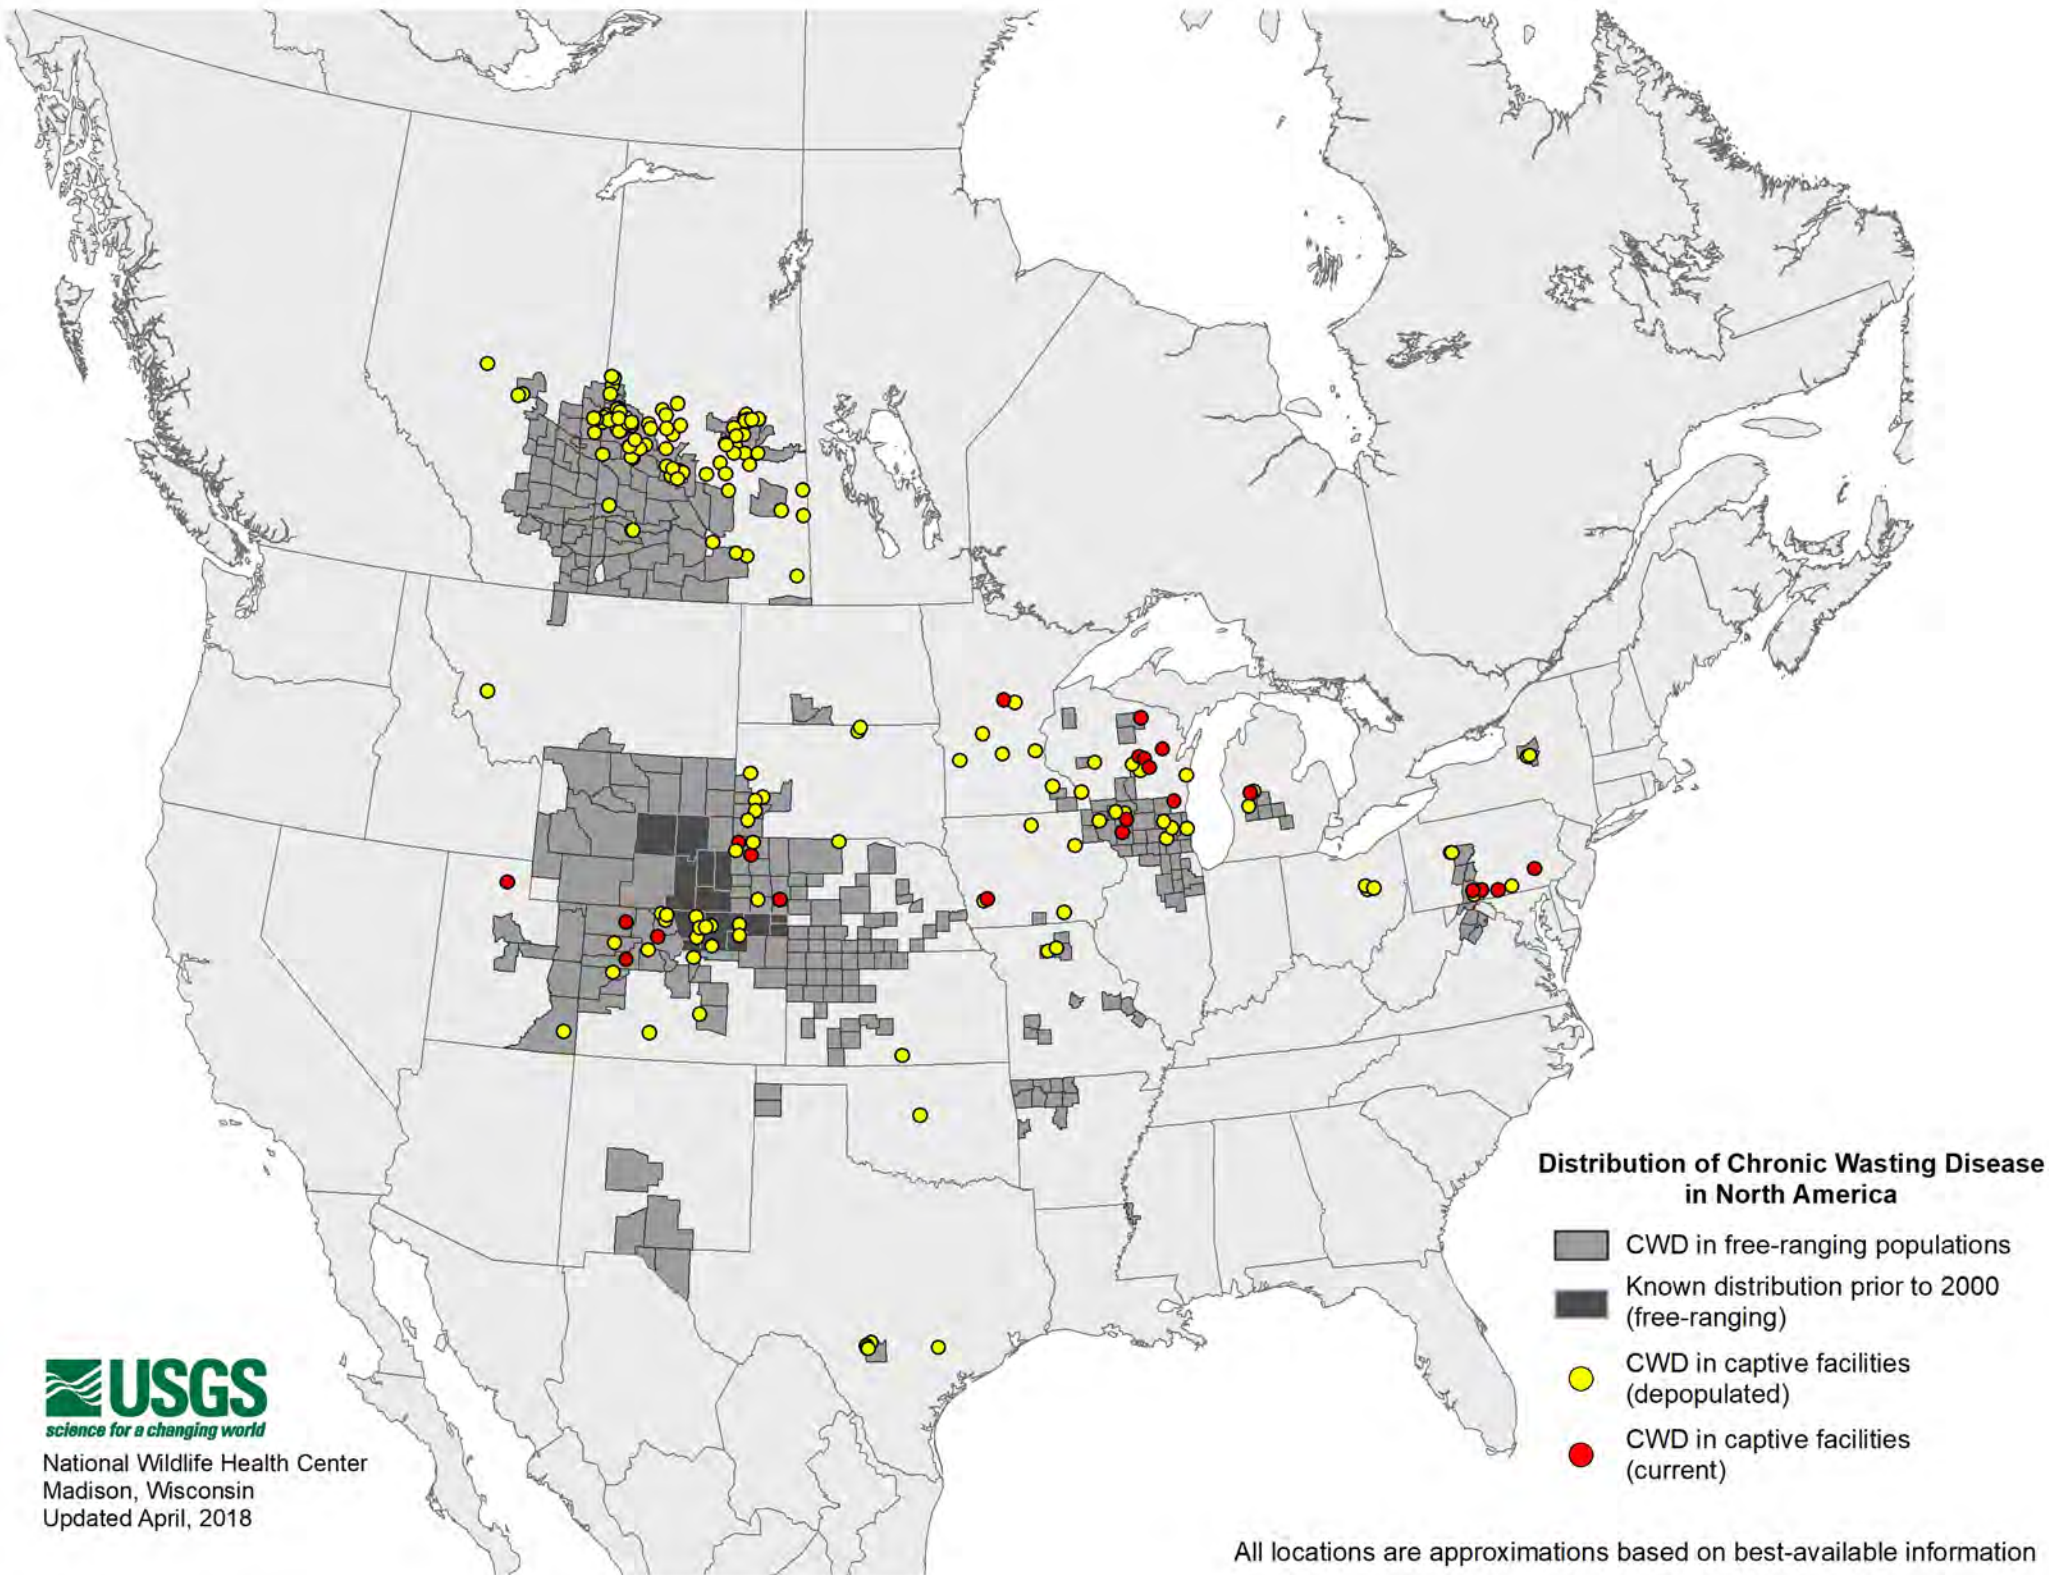 Distribution of Chronic Wasting Disease
in North America
CWD in free-ranging populations
Known distribution prior to 2000
(free-ranging)
CWD in captive facilities
(depopulated)
CWD in captive facilities
(current)
USGS
science for a changing world
National Wildlife Health Center
Madison, Wisconsin
Updated April, 2018
All locations are approximations based on best-available information